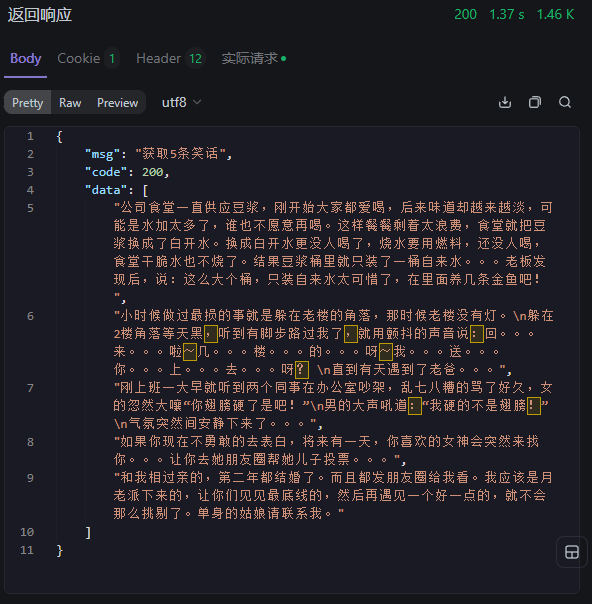 返回响应 200 1.37 s 1.46 K
Body Cookie 1 Header 12 实际请求
Pretty Raw Preview utf8
1 {
2 "msg": "获取5条笑话",
3 "code": 200,
4 "data": [
5 "公司食堂一直供应豆浆，刚开始大家都爱喝，后来味道却越来越淡，可
能是水加太多了，谁也不愿意再喝。这样餐餐剩着太浪费，食堂就把豆
浆换成了白开水。换成白开水更没人喝了，烧水要用燃料，还没人喝，
食堂干脆水也不烧了。结果豆浆桶里就只装了一桶自来水。。。老板发
现后，说：这么大个桶，只装自来水太可惜了，在里面养几条金鱼吧！
",
6 "小时候做过最损的事就是躲在老楼的角落，那时候老楼没有灯。\n躲在
2楼角落等天黑，听到有脚步路过我了，就用颤抖的声音说：回。。。
来。。。啦～几。。。楼。。。的。。。呀～我。。。送。。。
你。。。上。。。去。。。呀？ \n直到有天遇到了老爸。。。",
7 "刚上班一大早就听到两个同事在办公室吵架，乱七八糟的骂了好久，女
的忽然大嚷“你翅膀硬了是吧！”\n男的大声吼道：“我硬的不是翅膀！”
\n气氛突然间安静下来了。。。",
8 "如果你现在不勇敢的去表白，将来有一天，你喜欢的女神会突然来找
你。。。让你去她朋友圈帮她儿子投票。。。",
9 "和我相过亲的，第二年都结婚了。而且都发朋友圈给我看。我应该是月
老派下来的，让你们见见最底线的，然后再遇见一个好一点的，就不会
那么挑剔了。单身的姑娘请联系我。"
10 ]
11 }